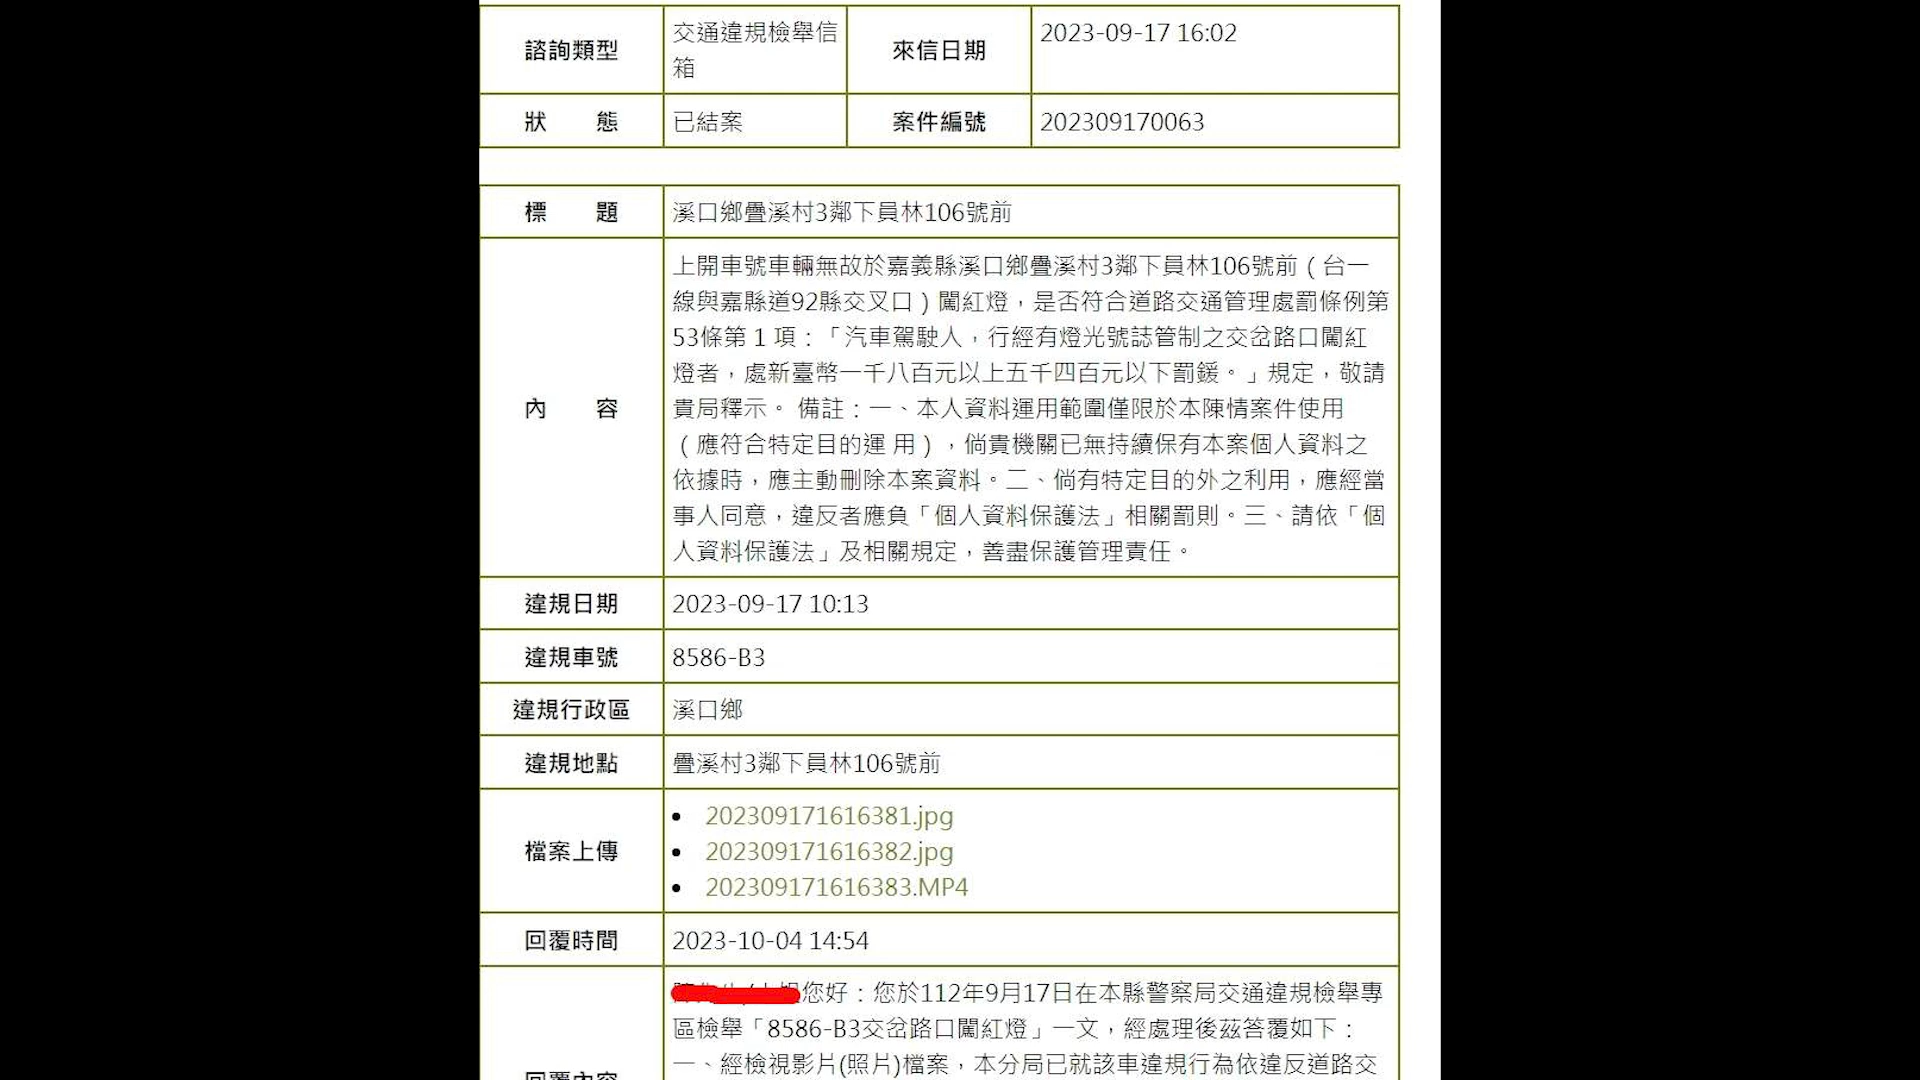 諮詢類型 交通違規檢舉信箱 來信日期 2023-09-17 16:02
狀 態 已結案 案件編號 202309170063
標 題 溪口鄉疊溪村3鄰下員林106號前
內 容
上開車號車輛無故於嘉義縣溪口鄉疊溪村3鄰下員林106號前（台一
線與嘉縣道92縣交叉口）闖紅燈，是否符合道路交通管理處罰條例第
53條第 1 項：「汽車駕駛人，行經有燈光號誌管制之交岔路口闖紅
燈者，處新臺幣一千八百元以上五千四百元以下罰鍰。」規定，敬請
貴局釋示。 備註：一、本人資料運用範圍僅限於本陳情案件使用
（應符合特定目的運 用），倘貴機關已無持續保有本案個人資料之
依據時，應主動刪除本案資料。二、倘有特定目的外之利用，應經當
事人同意，違反者應負「個人資料保護法」相關罰則。三、請依「個
人資料保護法」及相關規定，善盡保護管理責任。
違規日期 2023-09-17 10:13
違規車號 8586-B3
違規行政區 溪口鄉
違規地點 疊溪村3鄰下員林106號前
檔案上傳
• 202309171616381.jpg
• 202309171616382.jpg
• 202309171616383.MP4
回覆時間 2023-10-04 14:54
回覆內容
您好：您於112年9月17日在本縣警察局交通違規檢舉專
區檢舉「8586-B3交岔路口闖紅燈」一文，經處理後茲答覆如下：
一、經檢視影片(照片)檔案，本分局已就該車違規行為依違反道路交